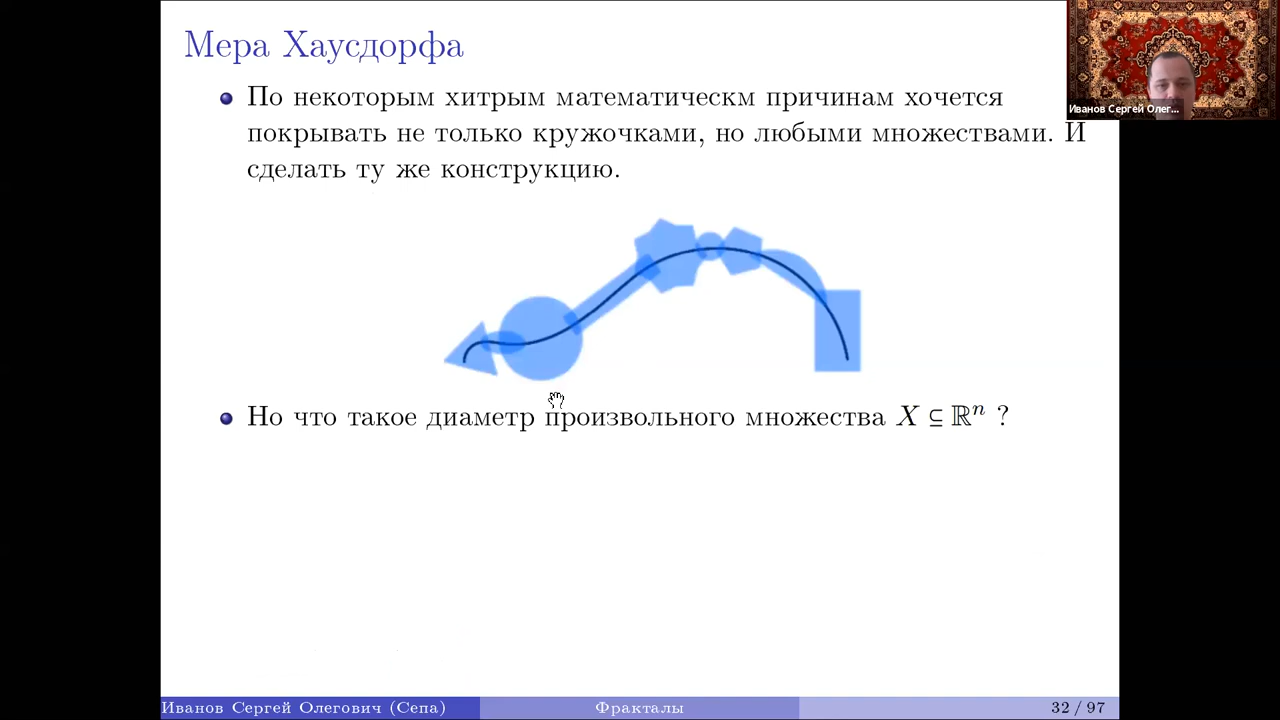 Мера Хаусдорфа
По некоторым хитрым математическм причинам хочется
покрывать не только кружочками, но любыми множествами. И
сделать ту же конструкцию.
Но что такое диаметр произвольного множества X ⊆ ℝⁿ ?
Иванов Сергей Олег...
Иванов Сергей Олегович (Сепа)
Фракталы
32 / 97